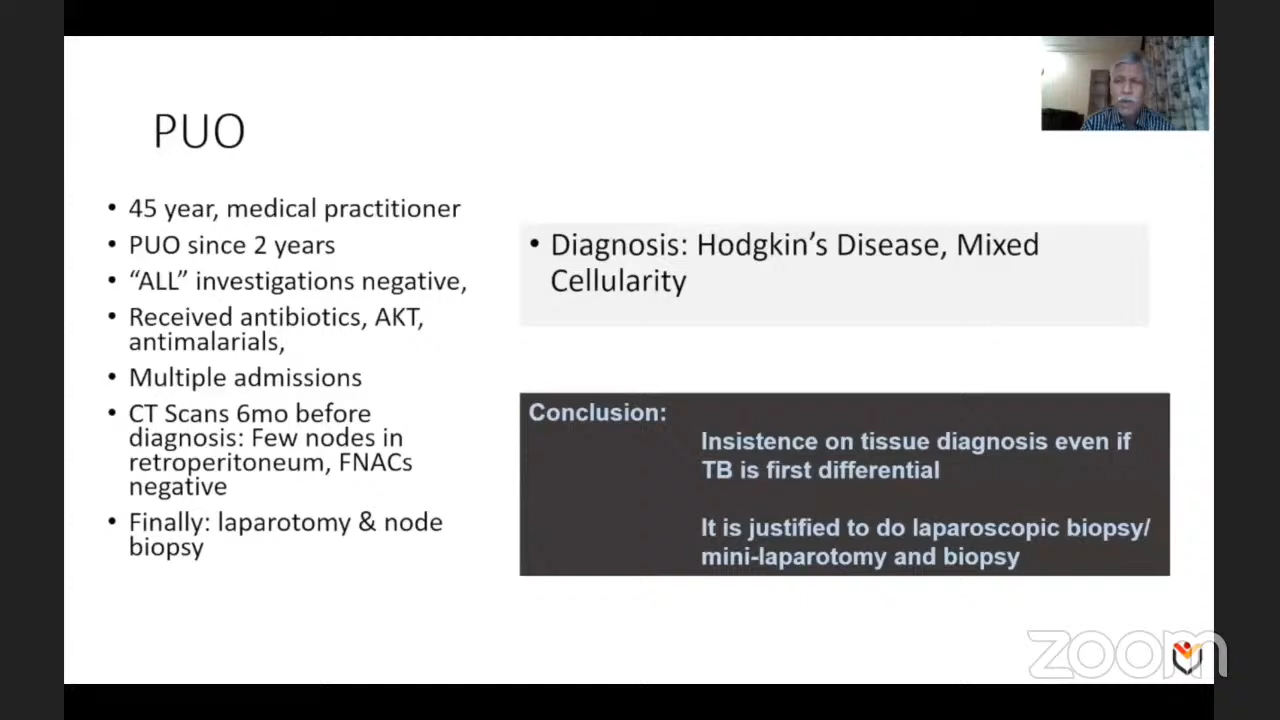 PUO
• 45 year, medical practitioner
• PUO since 2 years
• “ALL” investigations negative,
• Received antibiotics, AKT,
antimalarials,
• Multiple admissions
• CT Scans 6mo before
diagnosis: Few nodes in
retroperitoneum, FNACs
negative
• Finally: laparotomy & node
biopsy
• Diagnosis: Hodgkin’s Disease, Mixed
Cellularity
Conclusion:
Insistence on tissue diagnosis even if
TB is first differential
It is justified to do laparoscopic biopsy/
mini-laparotomy and biopsy
zoom